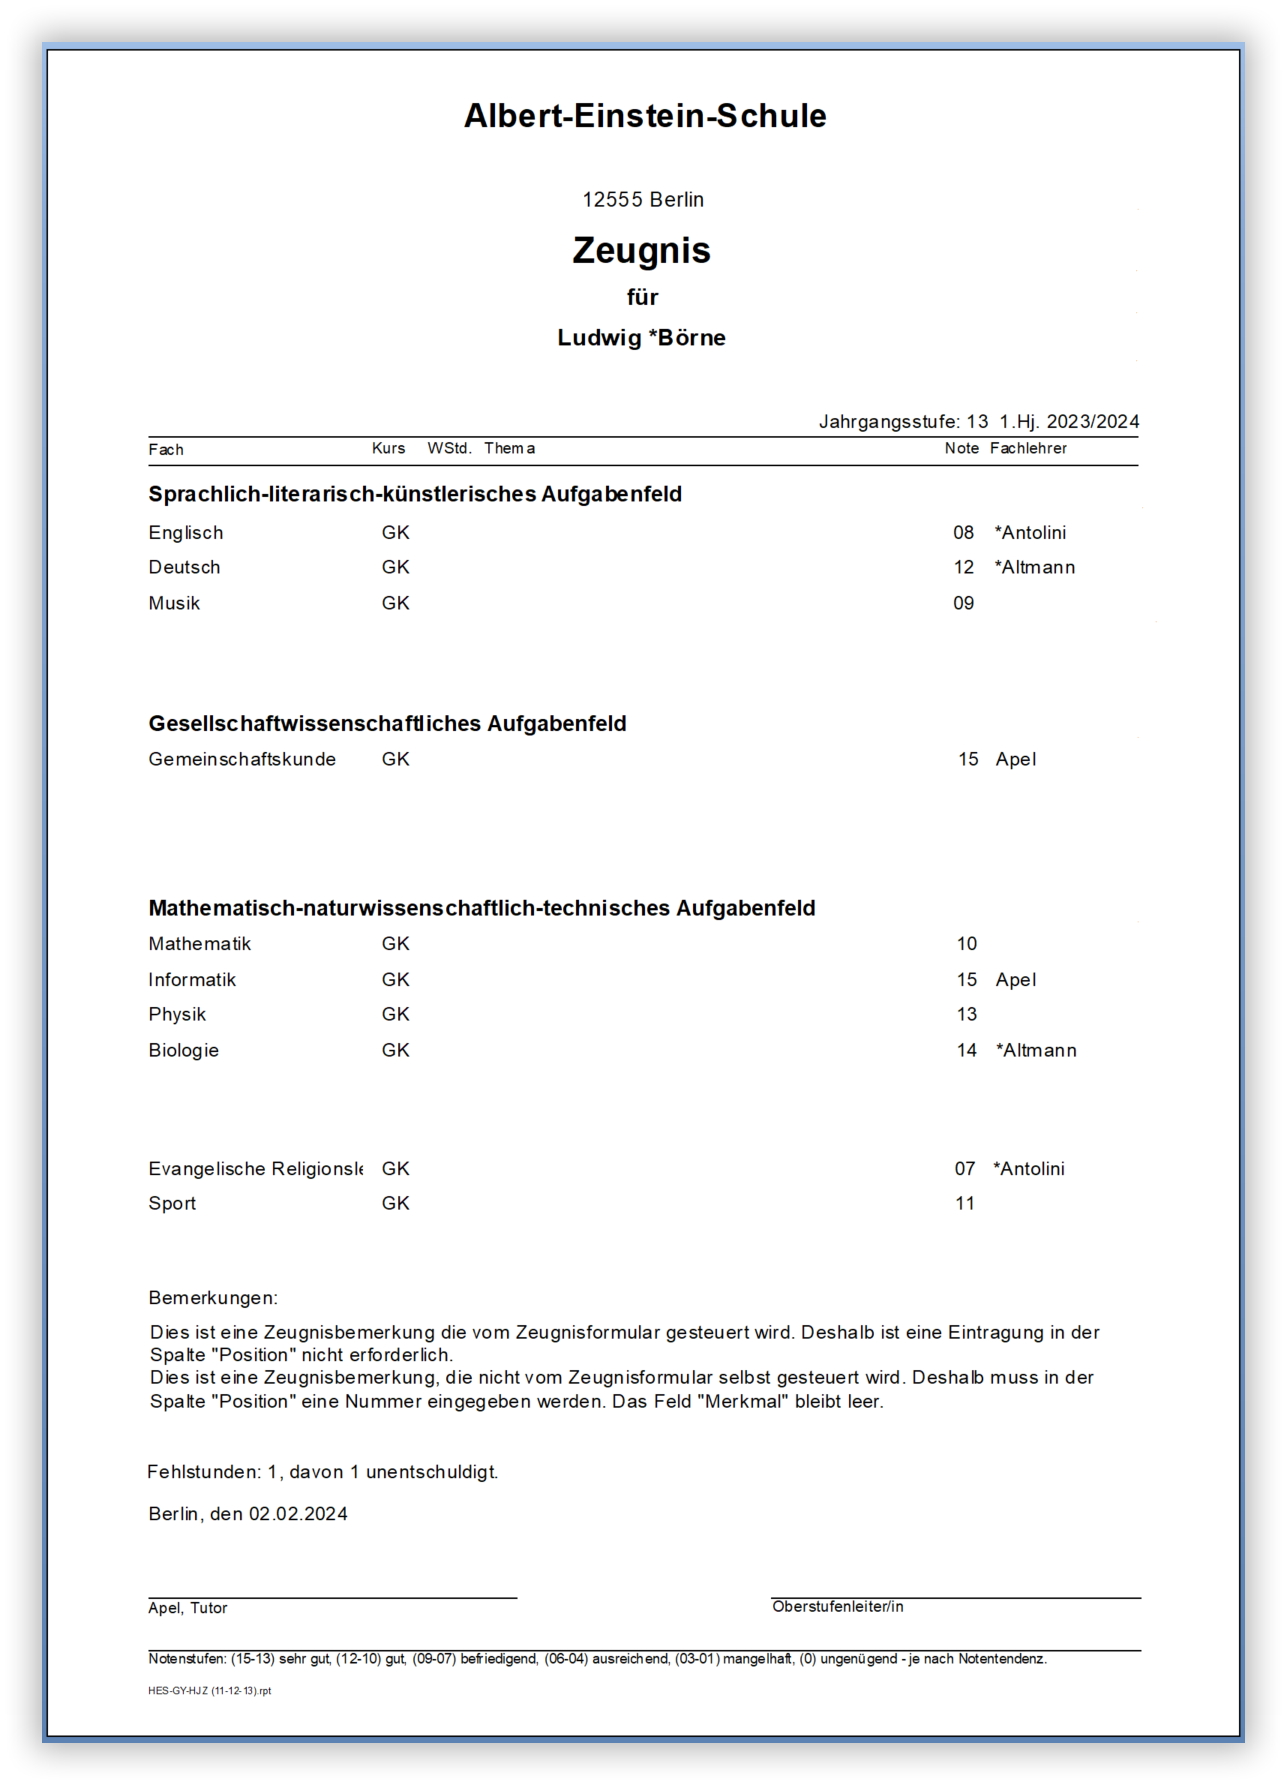 Albert-Einstein-Schule
12555 Berlin
Zeugnis
für
Ludwig *Börne
Jahrgangsstufe: 13 1.Hj. 2023/2024
Fach Kurs WStd. Thema Note Fachlehrer
Sprachlich-literarisch-künstlerisches Aufgabenfeld
Englisch GK 08 *Antolini
Deutsch GK 12 *Altmann
Musik GK 09
Gesellschaftwissenschaftliches Aufgabenfeld
Gemeinschaftskunde GK 15 Apel
Mathematisch-naturwissenschaftlich-technisches Aufgabenfeld
Mathematik GK 10
Informatik GK 15 Apel
Physik GK 13
Biologie GK 14 *Altmann
Evangelische Religionsle GK 07 *Antolini
Sport GK 11
Bemerkungen:
Dies ist eine Zeugnisbemerkung die vom Zeugnisformular gesteuert wird. Deshalb ist eine Eintragung in der
Spalte "Position" nicht erforderlich.
Dies ist eine Zeugnisbemerkung, die nicht vom Zeugnisformular selbst gesteuert wird. Deshalb muss in der
Spalte "Position" eine Nummer eingegeben werden. Das Feld "Merkmal" bleibt leer.
Fehlstunden: 1, davon 1 unentschuldigt.
Berlin, den 02.02.2024
Apel, Tutor Oberstufenleiter/in
Notenstufen: (15-13) sehr gut, (12-10) gut, (09-07) befriedigend, (06-04) ausreichend, (03-01) mangelhaft, (0) ungenügend - je nach Notentendenz.
HES-GY-HJZ (11-12-13).rpt